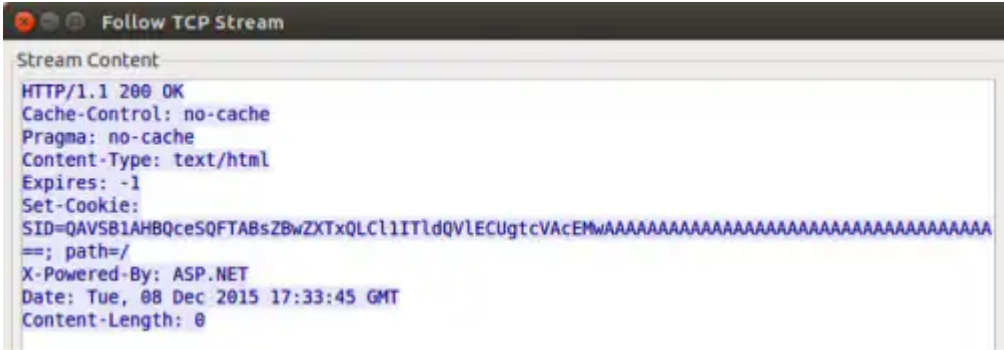 Follow TCP Stream
Stream Content
HTTP/1.1 200 OK
Cache-Control: no-cache
Pragma: no-cache
Content-Type: text/html
Expires: -1
Set-Cookie:
SID=QAVSB1AHBQceSQFTABsZBwZXTxQLCl1ITldQVlECUgtcVAcEMwAAAAAAAAAAAAAAAAAAAAAAAAAAAAAAAAAAA
==; path=/
X-Powered-By: ASP.NET
Date: Tue, 08 Dec 2015 17:33:45 GMT
Content-Length: 0